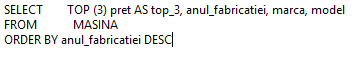 SELECT TOP (3) pret AS top_3, anul_fabricatiei, marca, model
FROM MASINA
ORDER BY anul_fabricatiei DESC